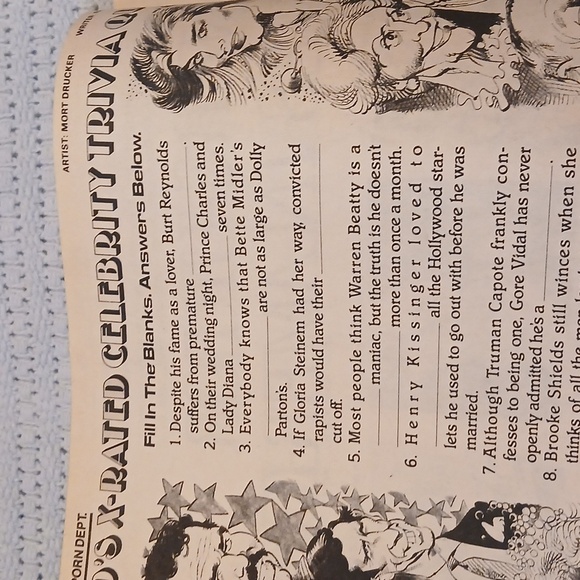 PORN DEPT.
ARTIST: MORT DRUCKER
D'S X-RATED CELEBRITY TRIVIA Q
Fill In The Blanks. Answers Below.
1. Despite his fame as a lover, Burt Reynolds
suffers from premature
2. On their wedding night, Prince Charles and
Lady Diana seven times.
3. Everybody knows that Bette Midler's
are not as large as Dolly
Parton's.
4. If Gloria Steinem had her way, convicted
rapists would have their
cut off.
5. Most people think Warren Beatty is a
maniac, but the truth is he doesn't
more than once a month.
6. Henry Kissinger loved to
all the Hollywood star-
lets he used to go out with before he was
married.
7. Although Truman Capote frankly con-
fesses to being one, Gore Vidal has never
openly admitted he's a .
8. Brooke Shields still winces when she
thinks of all the